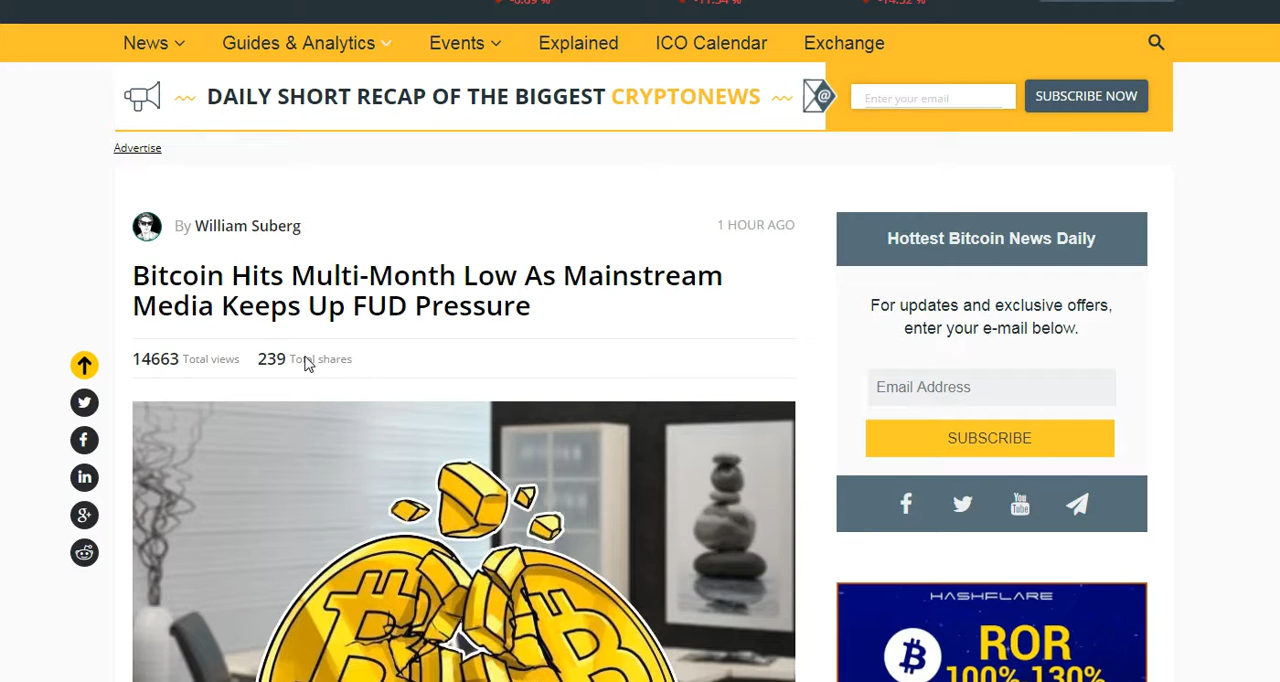 News
Guides & Analytics
Events
Explained
ICO Calendar
Exchange
DAILY SHORT RECAP OF THE BIGGEST CRYPTONEWS
@
Enter your email
SUBSCRIBE NOW
Advertise
By William Suberg
1 HOUR AGO
Bitcoin Hits Multi-Month Low As Mainstream
Media Keeps Up FUD Pressure
14663 Total views
239 Total shares
Hottest Bitcoin News Daily
For updates and exclusive offers,
enter your e-mail below.
Email Address
SUBSCRIBE
You
Tube
HASHFLARE
ROR
100%-130%